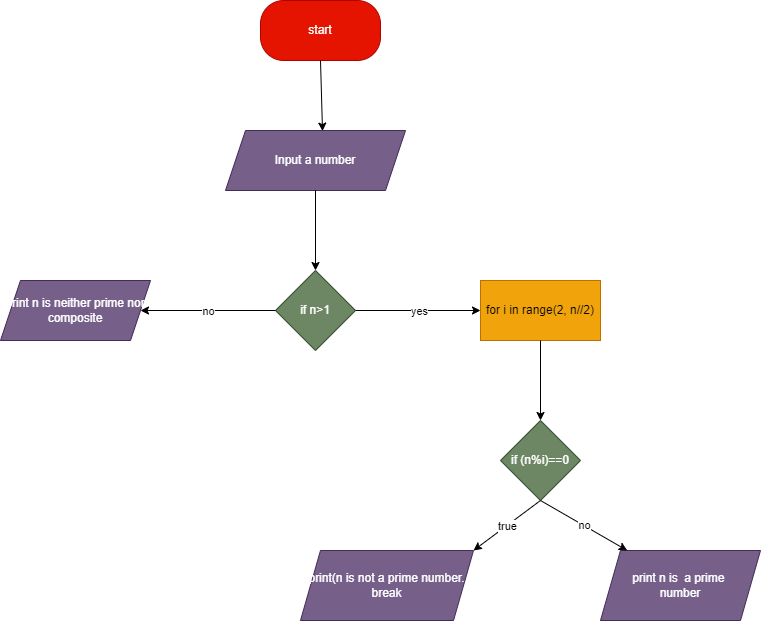 start
Input a number
rint n is neither prime nor
composite
no
if n>1
yes
for i in range(2, n//2)
if (n%i)==0
true
no
print(n is not a prime number.
break
print n is  a prime
number